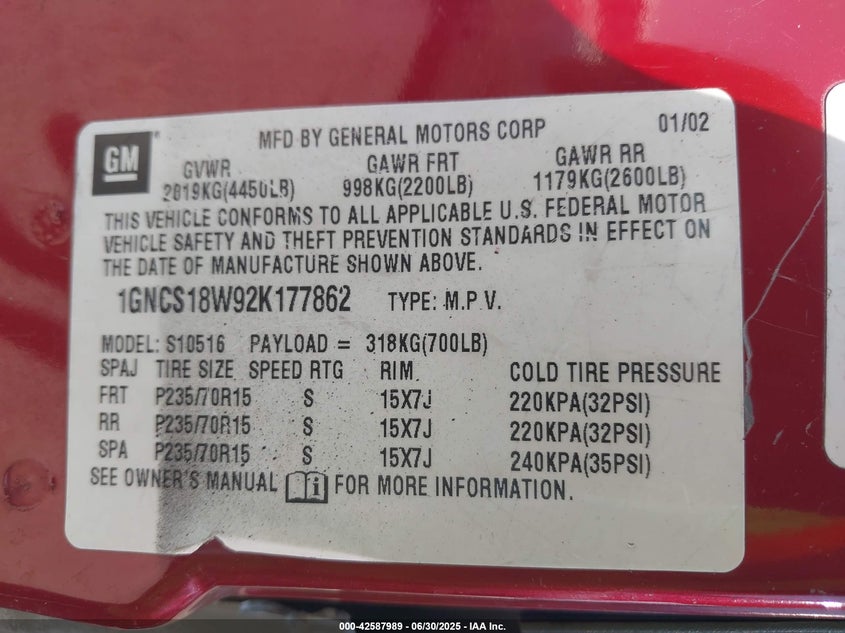 MFD BY GENERAL MOTORS CORP 01/02
GM ®
GVWR GAWR FRT GAWR RR
2019KG(4450LB) 998KG(2200LB) 1179KG(2600LB)
THIS VEHICLE CONFORMS TO ALL APPLICABLE U.S. FEDERAL MOTOR
VEHICLE SAFETY AND THEFT PREVENTION STANDARDS IN EFFECT ON
THE DATE OF MANUFACTURE SHOWN ABOVE.
1GNCS18W92K177862 TYPE: M.P.V.
MODEL: S10516 PAYLOAD = 318KG(700LB)
SPAJ TIRE SIZE SPEED RTG RIM COLD TIRE PRESSURE
FRT P235/70R15 S 15X7J 220KPA(32PSI)
RR P235/70R15 S 15X7J 220KPA(32PSI)
SPA P235/70R15 S 15X7J 240KPA(35PSI)
SEE OWNER'S MANUAL i FOR MORE INFORMATION.
000-42587989 - 06/30/2025 - IAA Inc.